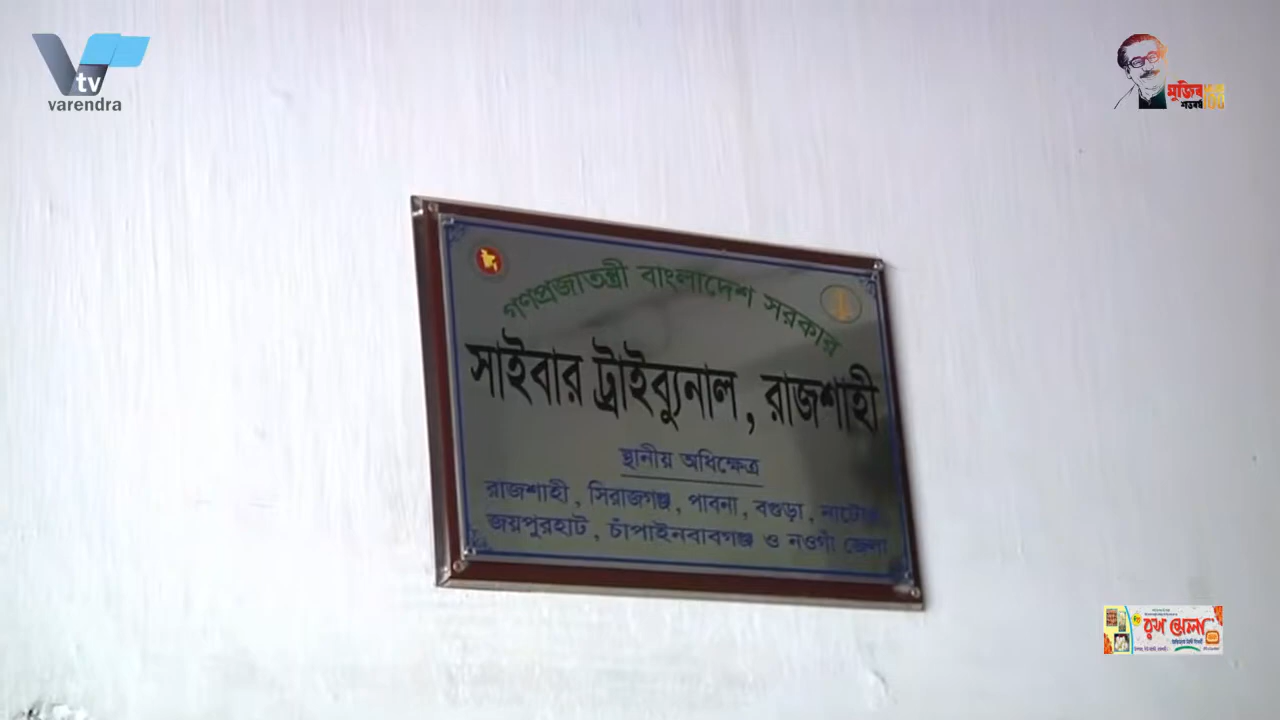 tv
varendra
মুজিব
শতবর্ষ
গণপ্রজাতন্ত্রী বাংলাদেশ সরকার
সাইবার ট্রাইব্যুনাল, রাজশাহী
স্থানীয় অধিক্ষেত্র
রাজশাহী, সিরাজগঞ্জ, পাবনা, বগুড়া, নাটোর,
জয়পুরহাট, চাঁপাইনবাবগঞ্জ ও নওগাঁ জেলা
মেলা